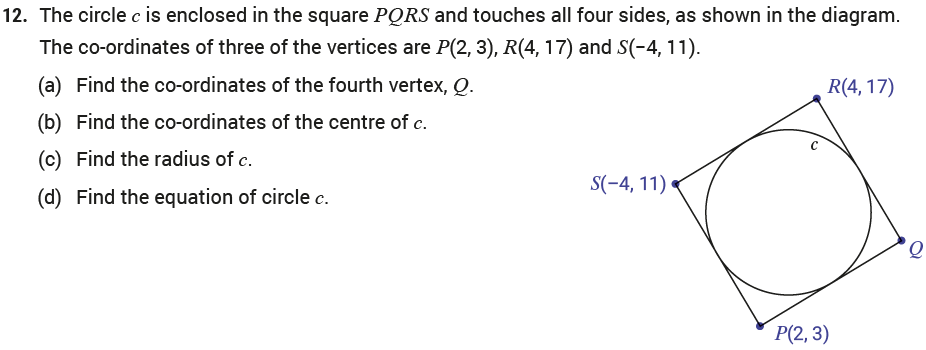 12. The circle c is enclosed in the square PQRS and touches all four sides, as shown in the diagram.
The co-ordinates of three of the vertices are P(2, 3), R(4, 17) and S(−4, 11).
(a) Find the co-ordinates of the fourth vertex, Q.
(b) Find the co-ordinates of the centre of c.
(c) Find the radius of c.
(d) Find the equation of circle c.
R(4, 17)
c
S(−4, 11)
Q
P(2, 3)